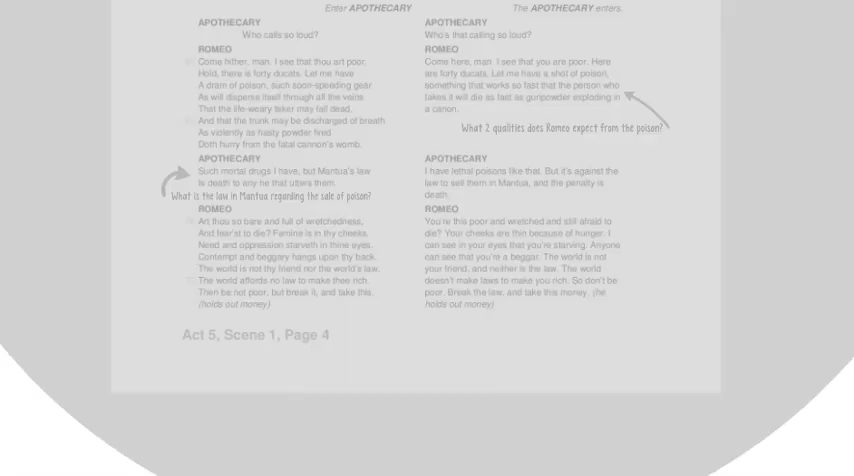 Enter APOTHECARY
APOTHECARY
Who calls so loud?
ROMEO
Come hither, man. I see that thou art poor.
Hold, there is forty ducats. Let me have
A dram of poison, such soon-speeding gear
As will disperse itself through all the veins
That the life-weary taker may fall dead,
And that the trunk may be discharged of breath
As violently as hasty powder fired
Doth hurry from the fatal cannon's womb.
APOTHECARY
Such mortal drugs I have, but Mantua's law
Is death to any he that utters them.
What is the law in Mantua regarding the sale of poison?
ROMEO
Art thou so bare and full of wretchedness,
And fear'st to die? Famine is in thy cheeks.
Need and oppression starveth in thine eyes.
Contempt and beggary hangs upon thy back.
The world is not thy friend nor the world's law.
The world affords no law to make thee rich.
Then be not poor, but break it, and take this.
(holds out money)
The APOTHECARY enters.
APOTHECARY
Who's that calling so loud?
ROMEO
Come here, man. I see that you are poor. Here
are forty ducats. Let me have a shot of poison,
something that works so fast that the person who
takes it will die as fast as gunpowder exploding in
a canon.
What 2 qualities does Romeo expect from the poison?
APOTHECARY
I have lethal poisons like that. But it's against the
law to sell them in Mantua, and the penalty is
death.
ROMEO
You're this poor and wretched and still afraid to
die? Your cheeks are thin because of hunger. I
can see in your eyes that you're starving. Anyone
can see that you're a beggar. The world is not
your friend, and neither is the law. The world
doesn't make laws to make you rich. So don't be
poor. Break the law, and take this money. (he
holds out money)
Act 5, Scene 1, Page 4